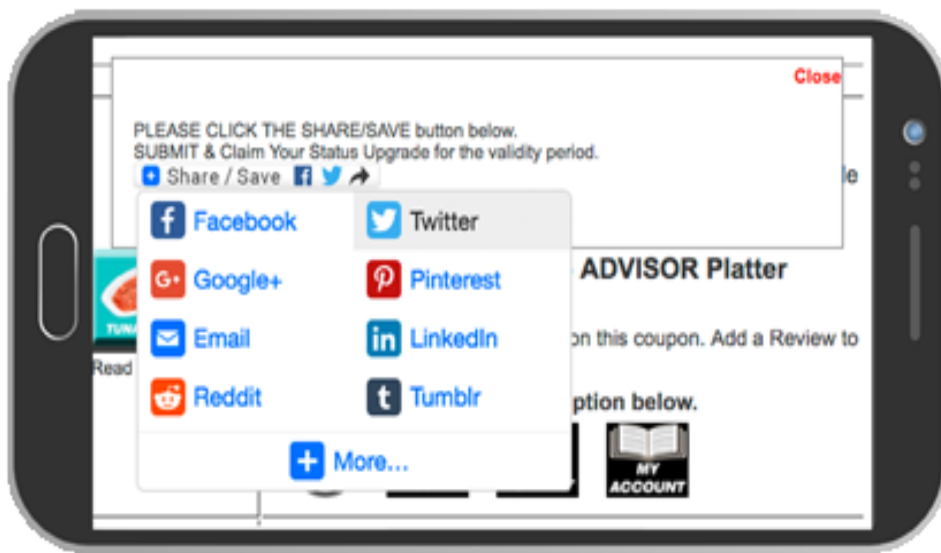 Close
PLEASE CLICK THE SHARE/SAVE button below.
SUBMIT & Claim Your Status Upgrade for the validity period.
Share / Save
le
Facebook
Twitter
ADVISOR Platter
Google+
Pinterest
TUNA
Email
LinkedIn
on this coupon. Add a Review to
Read
Reddit
Tumblr
ption below.
More...
MY
ACCOUNT